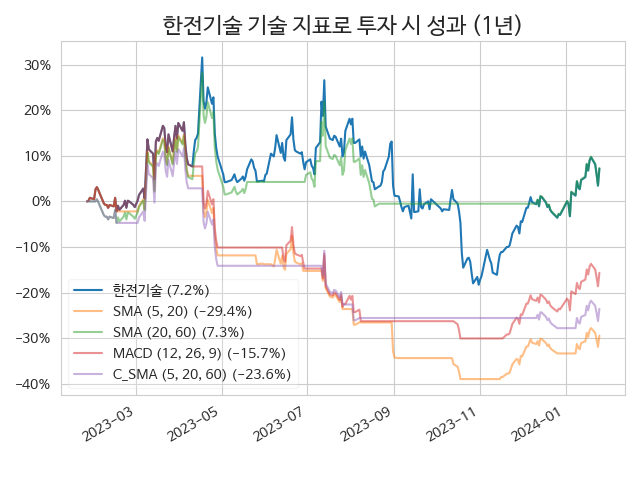 한전기술 기술 지표로 투자 시 성과 (1년)
30%
20%
10%
0%
−10%
−20%
−30%
−40%
한전기술 (7.2%)
SMA (5, 20) (−29.4%)
SMA (20, 60) (7.3%)
MACD (12, 26, 9) (−15.7%)
C_SMA (5, 20, 60) (−23.6%)
2023−03
2023−05
2023−07
2023−09
2023−11
2024−01